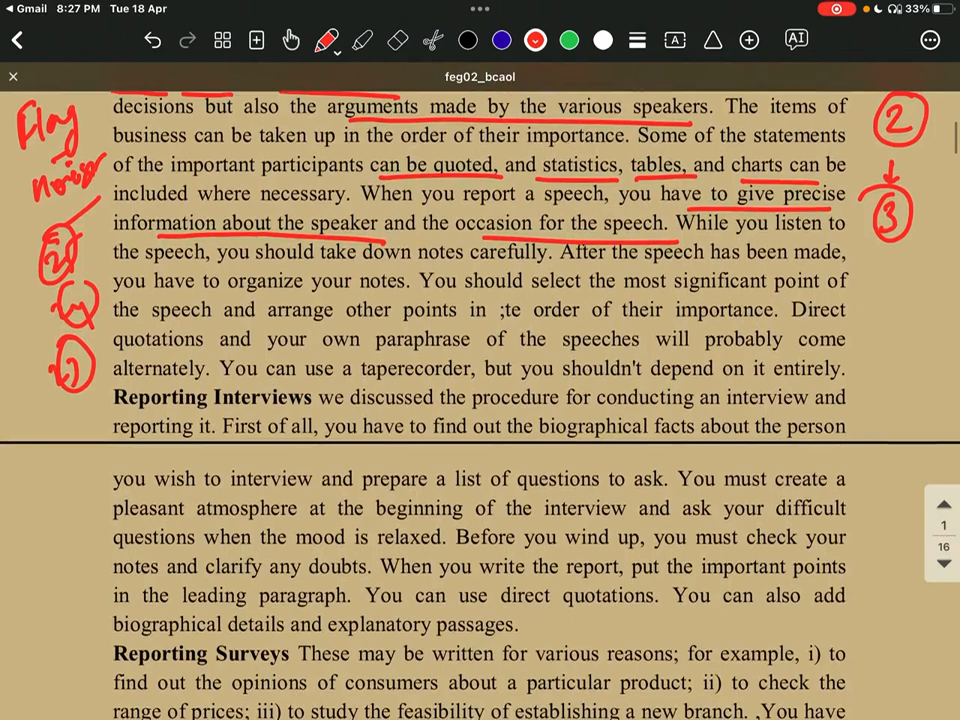 Gmail 8:27 PM Tue 18 Apr 33%
A AI
feg02_bcaol
decisions but also the arguments made by the various speakers. The items of
business can be taken up in the order of their importance. Some of the statements
of the important participants can be quoted, and statistics, tables, and charts can be
included where necessary. When you report a speech, you have to give precise
information about the speaker and the occasion for the speech. While you listen to
the speech, you should take down notes carefully. After the speech has been made,
you have to organize your notes. You should select the most significant point of
the speech and arrange other points in ;te order of their importance. Direct
quotations and your own paraphrase of the speeches will probably come
alternately. You can use a taperecorder, but you shouldn't depend on it entirely.
Reporting Interviews we discussed the procedure for conducting an interview and
reporting it. First of all, you have to find out the biographical facts about the person
2
3
you wish to interview and prepare a list of questions to ask. You must create a
pleasant atmosphere at the beginning of the interview and ask your difficult
questions when the mood is relaxed. Before you wind up, you must check your
notes and clarify any doubts. When you write the report, put the important points
in the leading paragraph. You can use direct quotations. You can also add
biographical details and explanatory passages.
Reporting Surveys These may be written for various reasons; for example, i) to
find out the opinions of consumers about a particular product; ii) to check the
range of prices; iii) to study the feasibility of establishing a new branch. ,You have
1
16